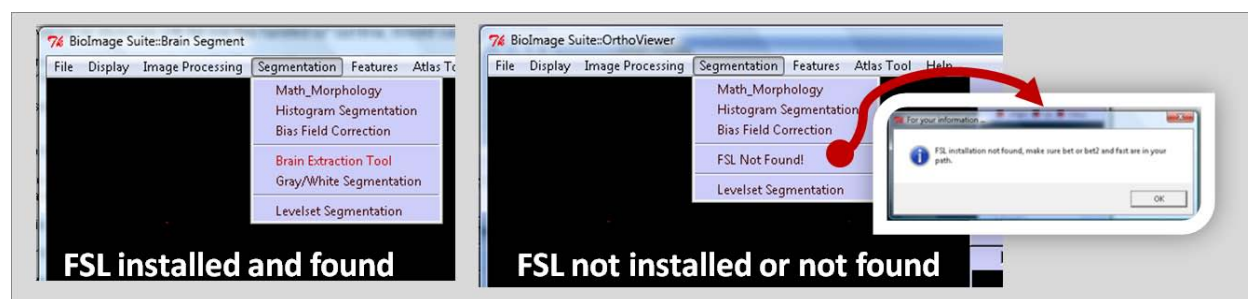 BioImage Suite::Brain Segment
File Display Image Processing Segmentation Features Atlas To
Math_Morphology
Histogram Segmentation
Bias Field Correction
Brain Extraction Tool
Gray/White Segmentation
Levelset Segmentation
FSL installed and found
BioImage Suite::OrthoViewer
File Display Image Processing Segmentation Features Atlas Tool Help
Math_Morphology
Histogram Segmentation
Bias Field Correction
FSL Not Found!
Levelset Segmentation
FSL not installed or not found
For your information ...
FSL installation not found, make sure bet or bet2 and fast are in your
path.
OK